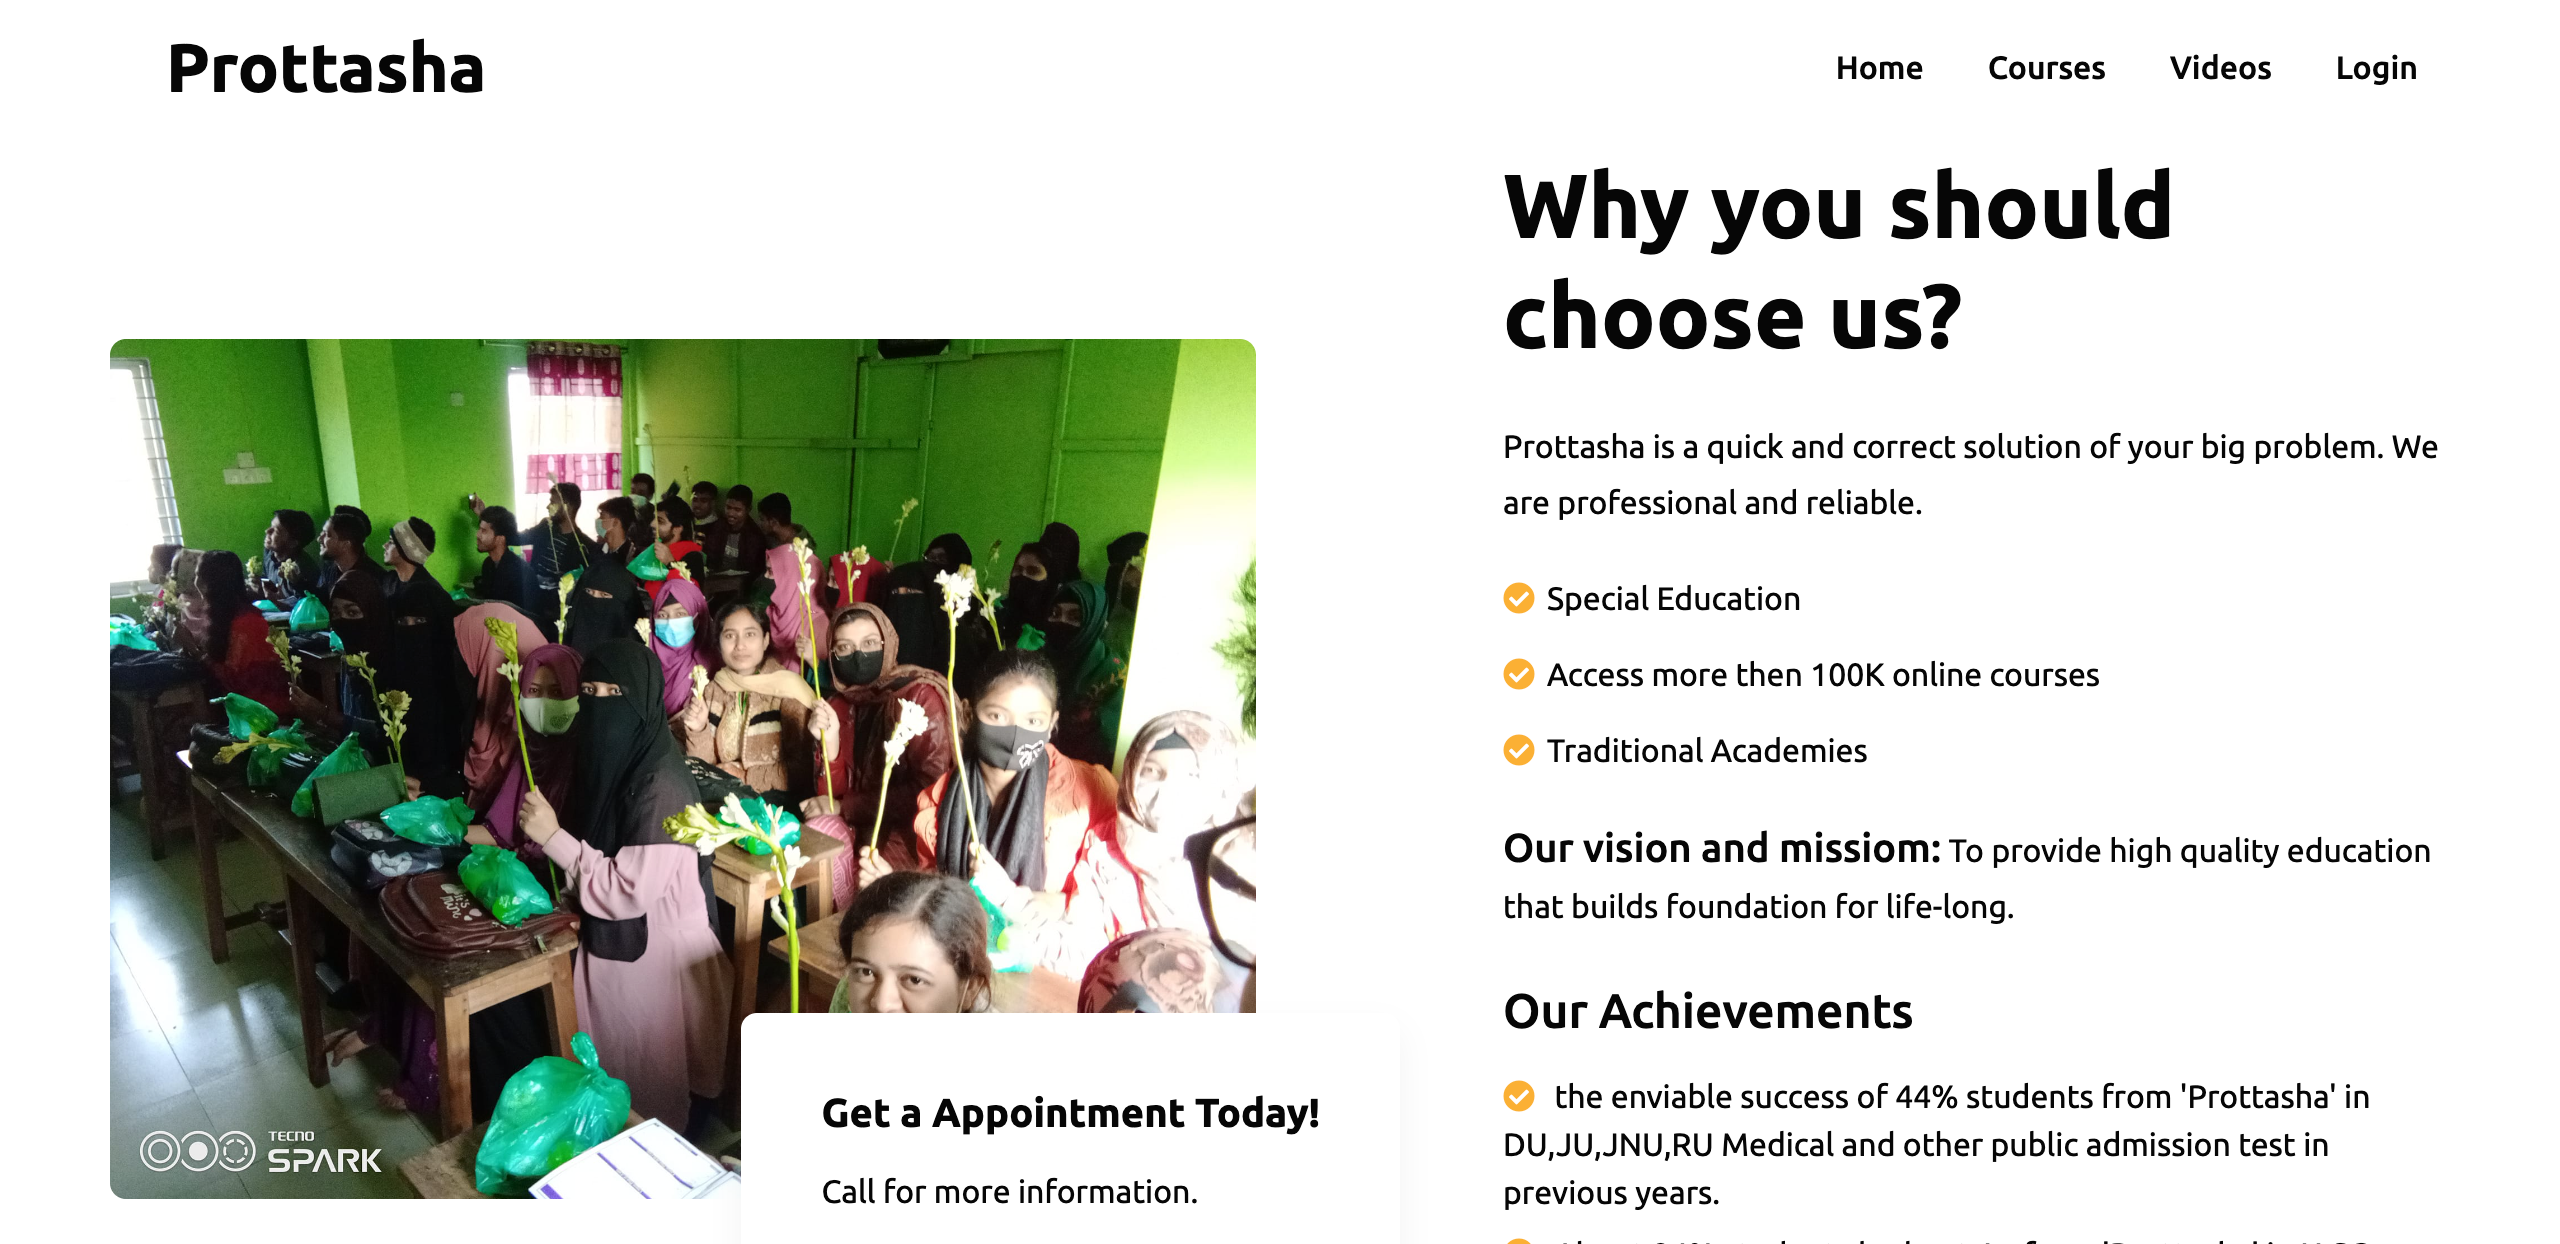 Prottasha
Home Courses Videos Login
Why you should
choose us?
Prottasha is a quick and correct solution of your big problem. We
are professional and reliable.
Special Education
Access more then 100K online courses
Traditional Academies
Our vision and missiom: To provide high quality education
that builds foundation for life-long.
Our Achievements
the enviable success of 44% students from 'Prottasha' in
DU,JU,JNU,RU Medical and other public admission test in
previous years.
Get a Appointment Today!
Call for more information.
TECNO
SPARK